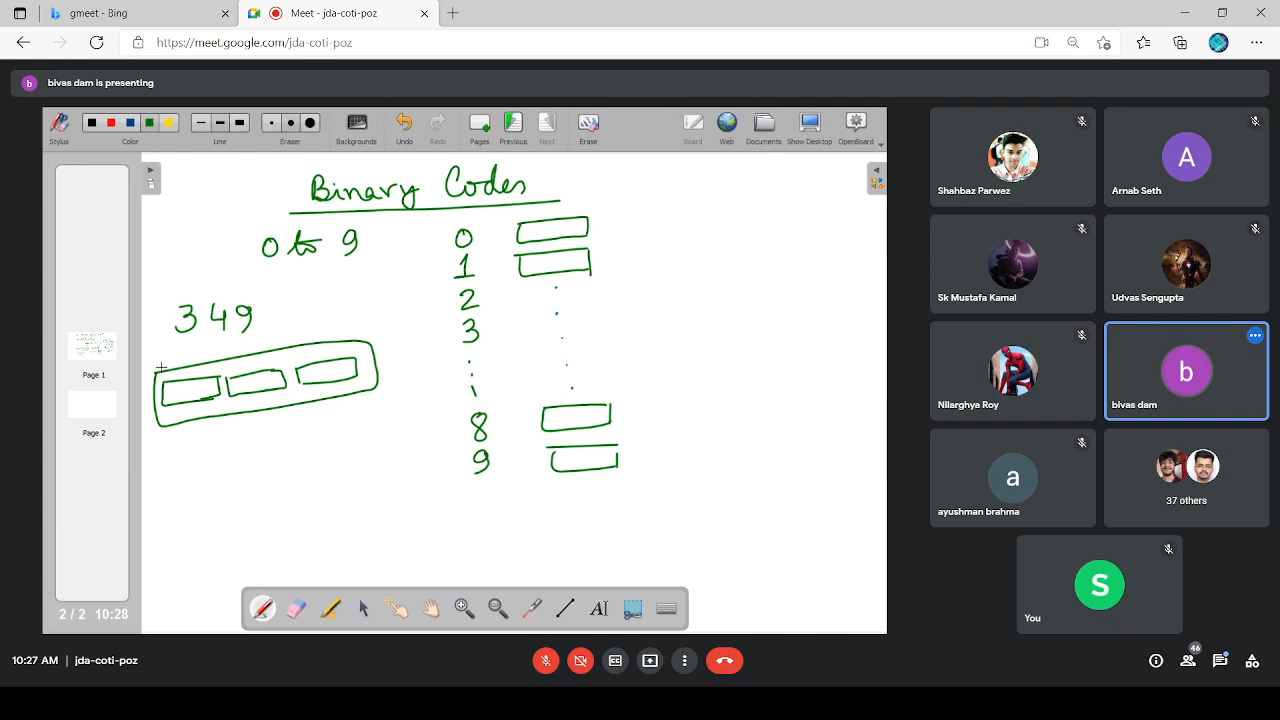 gmeet - Bing
Meet - jda-coti-poz
https://meet.google.com/jda-coti-poz
b
bivas dam is presenting
Stylus
Color
Line
Eraser
Backgrounds
Undo
Redo
Pages
Previous
Next
Erase
Board
Web
Documents
Show Desktop
OpenBoard
Page 1
Page 2
2 / 2 10:28
Binary Codes
0 to 9
349
0
1
2
3
8
9
Shahbaz Parwez
A
Arnab Seth
Sk Mustafa Kamal
Udvas Sengupta
Nilarghya Roy
b
bivas dam
a
ayushman brahma
37 others
S
You
10:27 AM | jda-coti-poz
46